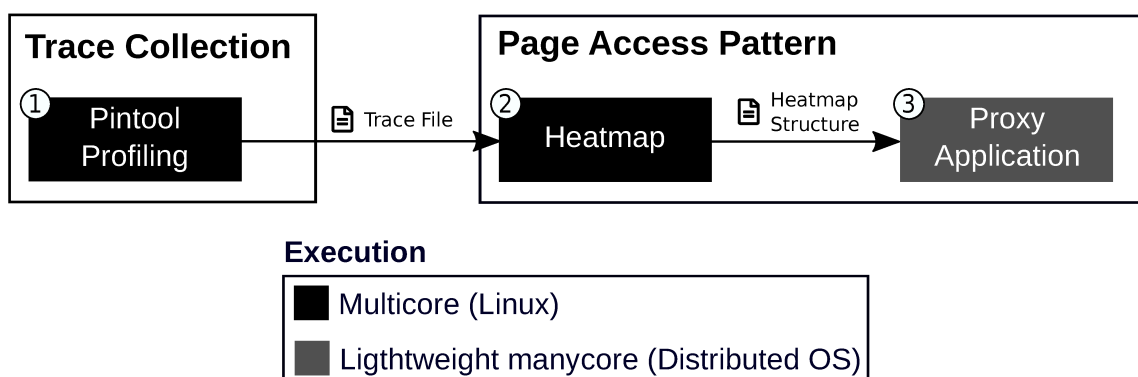 Trace Collection
1
Pintool
Profiling
Trace File
Page Access Pattern
2
Heatmap
Heatmap
Structure
3
Proxy
Application
Execution
Multicore (Linux)
Ligthtweight manycore (Distributed OS)